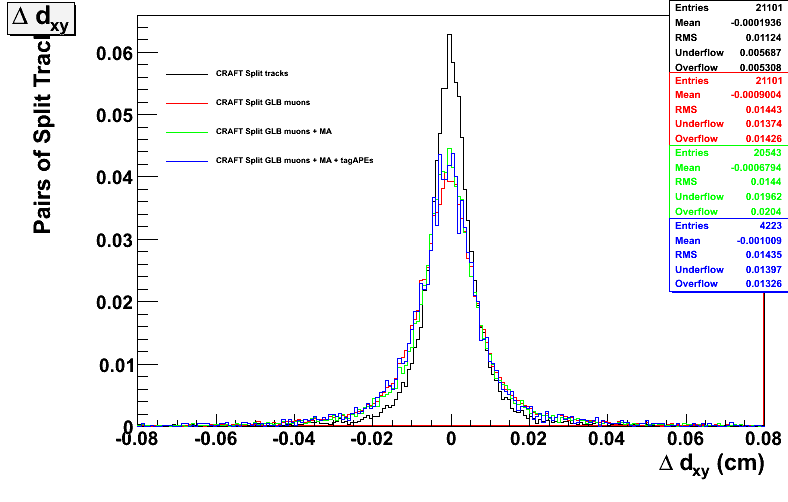 Δ dxy
Pairs of Split Track
0.06
0.05
0.04
0.03
0.02
0.01
0
-0.08
-0.06
-0.04
-0.02
0
0.02
0.04
0.06
0.08
Δ dxy (cm)
CRAFT Split tracks
CRAFT Split GLB muons
CRAFT Split GLB muons + MA
CRAFT Split GLB muons + MA + tagAPEs
Entries 21101
Mean -0.0001936
RMS 0.01124
Underflow 0.005687
Overflow 0.005308
Entries 21101
Mean -0.0009004
RMS 0.01443
Underflow 0.01374
Overflow 0.01426
Entries 20543
Mean -0.0006794
RMS 0.0144
Underflow 0.01962
Overflow 0.0204
Entries 4223
Mean -0.001009
RMS 0.01435
Underflow 0.01397
Overflow 0.01326